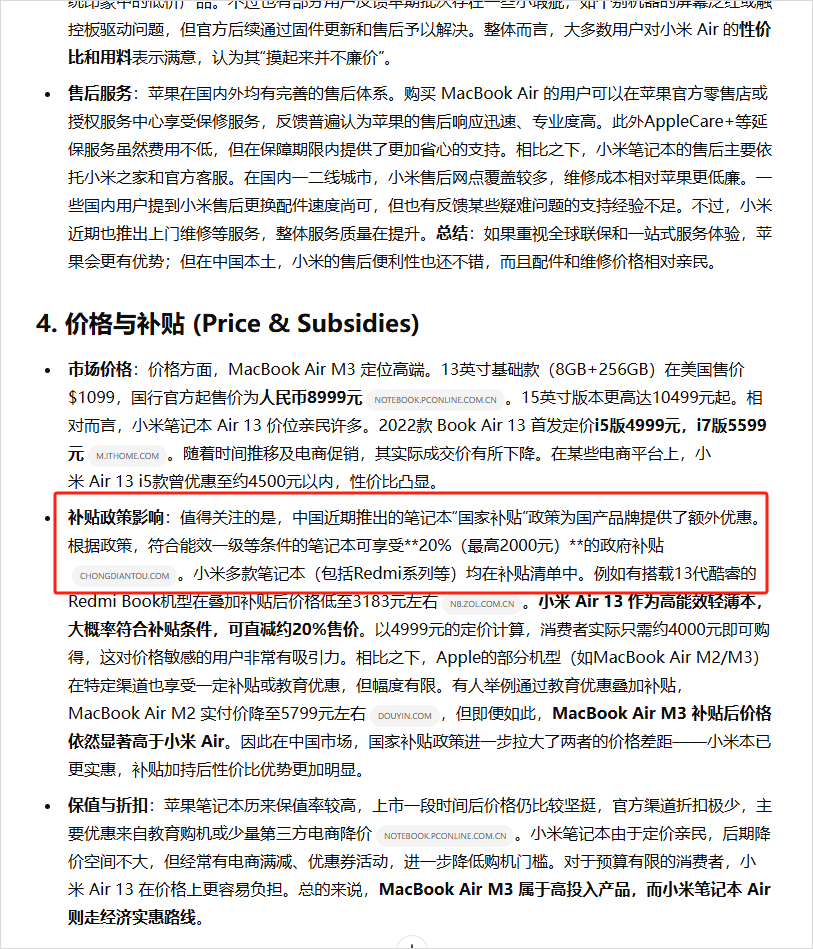 统印象中的低价产品。不过也有部分用户反馈早期批次存在一些小瑕疵，如个别机器的屏幕泛红或触
控板驱动问题，但官方后续通过固件更新和售后予以解决。整体而言，大多数用户对小米 Air 的性价
比和用料表示满意，认为其“摸起来并不廉价”。
• 售后服务：苹果在国内外均有完善的售后体系。购买 MacBook Air 的用户可以在苹果官方零售店或
授权服务中心享受保修服务，反馈普遍认为苹果的售后响应迅速、专业度高。此外AppleCare+等延
保服务虽然费用不低，但在保障期限内提供了更加省心的支持。相比之下，小米笔记本的售后主要依
托小米之家和官方客服。在国内一二线城市，小米售后网点覆盖较多，维修成本相对苹果更低廉。一
些国内用户提到小米售后更换配件速度尚可，但也有反馈某些疑难问题的支持经验不足。不过，小米
近期也推出上门维修等服务，整体服务质量在提升。总结：如果重视全球联保和一站式服务体验，苹
果会更有优势；但在中国本土，小米的售后便利性也还不错，而且配件和维修价格相对亲民。
4. 价格与补贴 (Price & Subsidies)
• 市场价格：价格方面，MacBook Air M3 定位高端。13英寸基础款（8GB+256GB）在美国售价
$1099，国行官方起售价为人民币8999元 NOTEBOOK.PCONLINE.COM.CN 。15英寸版本更高达10499元起。相
对而言，小米笔记本 Air 13 价位亲民许多。2022款 Book Air 13 首发定价i5版4999元，i7版5599
元 M.ITHOME.COM 。随着时间推移及电商促销，其实际成交价有所下降。在某些电商平台上，小
米 Air 13 i5款曾优惠至约4500元以内，性价比凸显。
• 补贴政策影响：值得关注的是，中国近期推出的笔记本“国家补贴”政策为国产品牌提供了额外优惠。
根据政策，符合能效一级等条件的笔记本可享受**20%（最高2000元）**的政府补贴
CHONGDIANTOU.COM 。小米多款笔记本（包括Redmi系列等）均在补贴清单中。例如有搭载13代酷睿的
Redmi Book机型在叠加补贴后价格低至3183元左右 NB.ZOL.COM.CN 。小米 Air 13 作为高能效轻薄本，
大概率符合补贴条件，可直减约20%售价。以4999元的定价计算，消费者实际只需约4000元即可购
得，这对价格敏感的用户非常有吸引力。相比之下，Apple的部分机型（如MacBook Air M2/M3）
在特定渠道也享受一定补贴或教育优惠，但幅度有限。有人举例通过教育优惠叠加补贴，
MacBook Air M2 实付价降至5799元左右 DOUYIN.COM ，但即便如此，MacBook Air M3 补贴后价格
依然显著高于小米 Air。因此在中国市场，国家补贴政策进一步拉大了两者的价格差距——小米本已
更实惠，补贴加持后性价比优势更加明显。
• 保值与折扣：苹果笔记本历来保值率较高，上市一段时间后价格仍比较坚挺，官方渠道折扣极少，主
要优惠来自教育购机或少量第三方电商降价 NOTEBOOK.PCONLINE.COM.CN 。小米笔记本由于定价亲民，后期降
价空间不大，但经常有电商满减、优惠券活动，进一步降低购机门槛。对于预算有限的消费者，小
米 Air 13 在价格上更容易负担。总的来说，MacBook Air M3 属于高投入产品，而小米笔记本 Air
则走经济实惠路线。